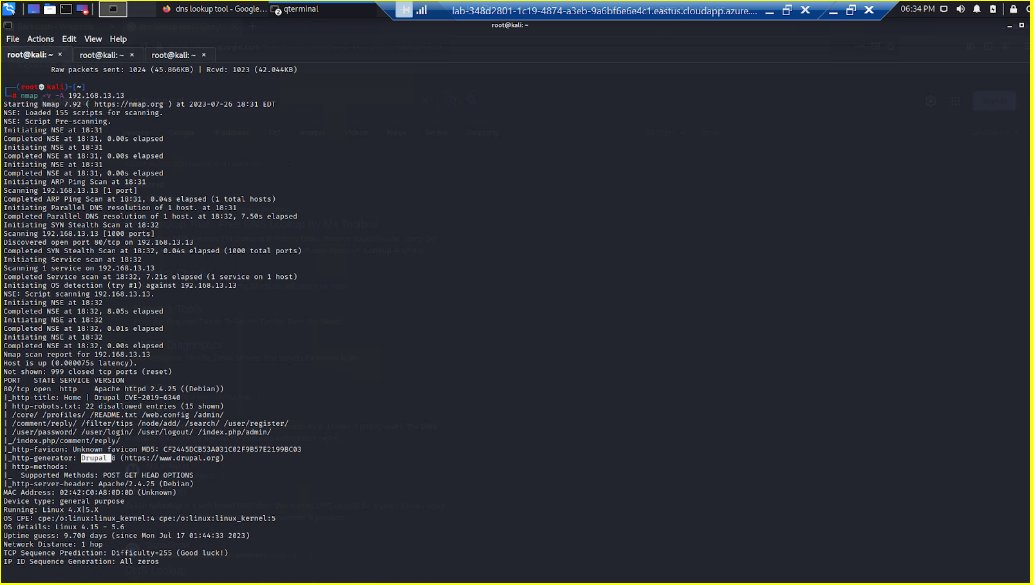 dns lookup tool - Google...
qterminal
lab-348d2801-1c19-4874-a3eb-9a6bf6e6e4c1.eastus.cloudapp.azure....
06:34 PM
root@kali: ~
File Actions Edit View Help
root@kali: ~ × root@kali: ~ × root@kali: ~ ×
Raw packets sent: 1024 (45.866KB) | Rcvd: 1023 (42.044KB)
(root kali)-[~]
# nmap -v -A 192.168.13.13
Starting Nmap 7.92 ( https://nmap.org ) at 2023-07-26 18:31 EDT
NSE: Loaded 155 scripts for scanning.
NSE: Script Pre-scanning.
Initiating NSE at 18:31
Completed NSE at 18:31, 0.00s elapsed
Initiating NSE at 18:31
Completed NSE at 18:31, 0.00s elapsed
Initiating NSE at 18:31
Completed NSE at 18:31, 0.00s elapsed
Initiating ARP Ping Scan at 18:31
Scanning 192.168.13.13 [1 port]
Completed ARP Ping Scan at 18:31, 0.04s elapsed (1 total hosts)
Initiating Parallel DNS resolution of 1 host. at 18:31
Completed Parallel DNS resolution of 1 host. at 18:32, 7.50s elapsed
Initiating SYN Stealth Scan at 18:32
Scanning 192.168.13.13 [1000 ports]
Discovered open port 80/tcp on 192.168.13.13
Completed SYN Stealth Scan at 18:32, 0.04s elapsed (1000 total ports)
Initiating Service scan at 18:32
Scanning 1 service on 192.168.13.13
Completed Service scan at 18:32, 7.21s elapsed (1 service on 1 host)
Initiating OS detection (try #1) against 192.168.13.13
NSE: Script scanning 192.168.13.13.
Initiating NSE at 18:32
Completed NSE at 18:32, 8.05s elapsed
Initiating NSE at 18:32
Completed NSE at 18:32, 0.01s elapsed
Initiating NSE at 18:32
Completed NSE at 18:32, 0.00s elapsed
Nmap scan report for 192.168.13.13
Host is up (0.000075s latency).
Not shown: 999 closed tcp ports (reset)
PORT STATE SERVICE VERSION
80/tcp open http Apache httpd 2.4.25 ((Debian))
|_http-title: Home | Drupal CVE-2019-6340
| http-robots.txt: 22 disallowed entries (15 shown)
| /core/ /profiles/ /README.txt /web.config /admin/
| /comment/reply/ /filter/tips /node/add/ /search/ /user/register/
| /user/password/ /user/login/ /user/logout/ /index.php/admin/
|_/index.php/comment/reply/
|_http-favicon: Unknown favicon MD5: CF2445DCB53A031C02F9B57E2199BC03
|_http-generator: Drupal 8 (https://www.drupal.org)
| http-methods:
|_ Supported Methods: POST GET HEAD OPTIONS
|_http-server-header: Apache/2.4.25 (Debian)
MAC Address: 02:42:C0:A8:0D:0D (Unknown)
Device type: general purpose
Running: Linux 4.X|5.X
OS CPE: cpe:/o:linux:linux_kernel:4 cpe:/o:linux:linux_kernel:5
OS details: Linux 4.15 - 5.6
Uptime guess: 9.700 days (since Mon Jul 17 01:44:33 2023)
Network Distance: 1 hop
TCP Sequence Prediction: Difficulty=255 (Good luck!)
IP ID Sequence Generation: All zeros